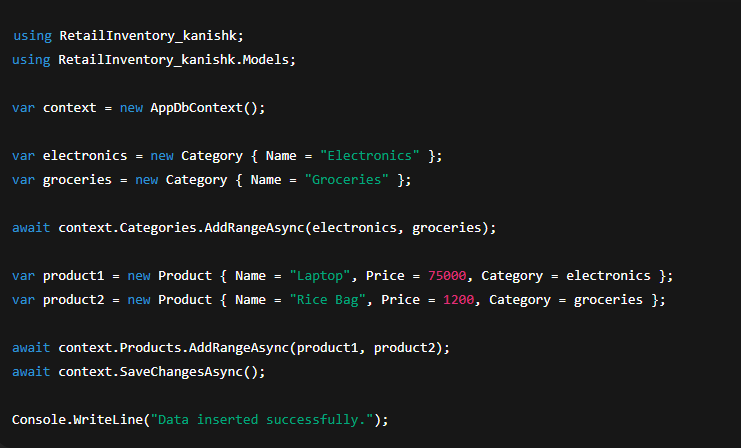 using RetailInventory_kanishk;
using RetailInventory_kanishk.Models;
var context = new AppDbContext();
var electronics = new Category { Name = "Electronics" };
var groceries = new Category { Name = "Groceries" };
await context.Categories.AddRangeAsync(electronics, groceries);
var product1 = new Product { Name = "Laptop", Price = 75000, Category = electronics };
var product2 = new Product { Name = "Rice Bag", Price = 1200, Category = groceries };
await context.Products.AddRangeAsync(product1, product2);
await context.SaveChangesAsync();
Console.WriteLine("Data inserted successfully.");